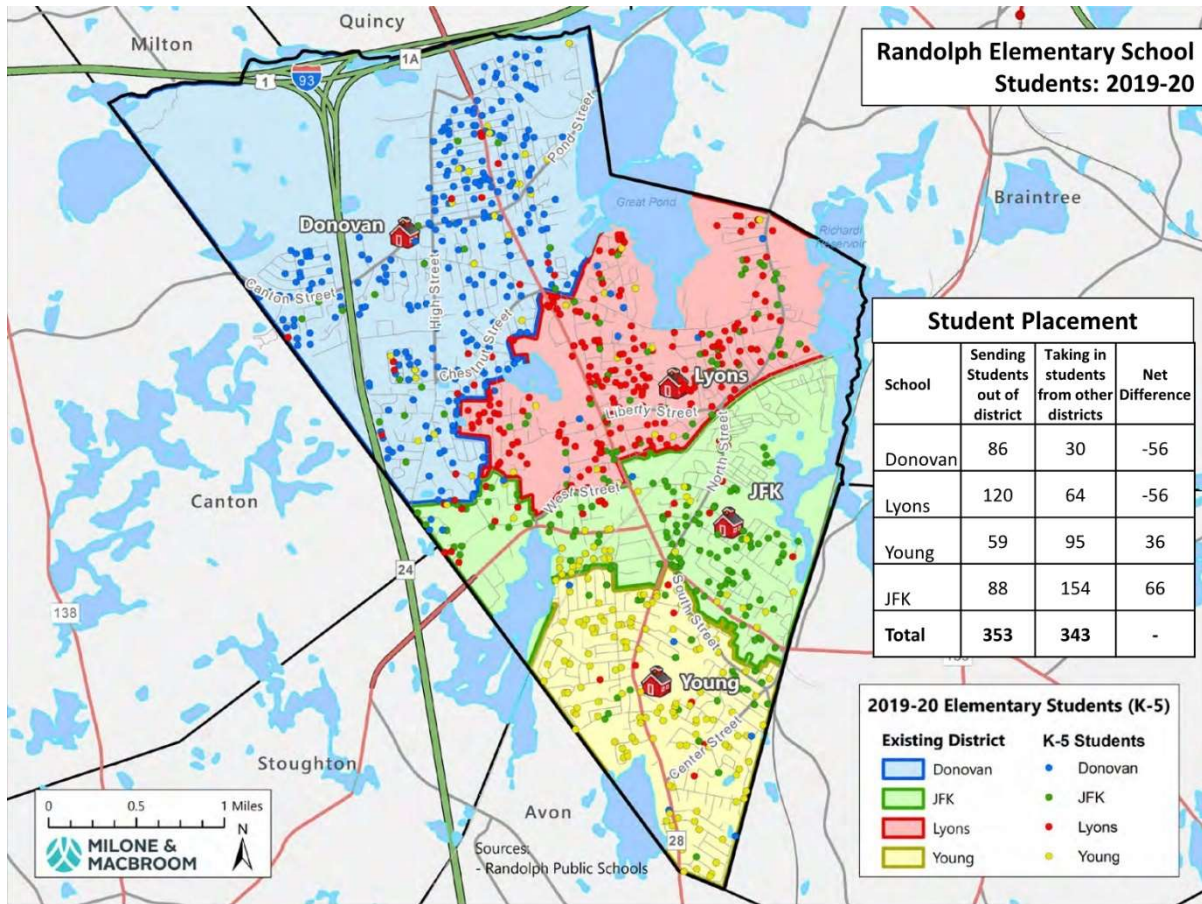 Randolph Elementary School
Students: 2019-20
Quincy
Milton
1A
1
93
Pond Street
Braintree
Great Pond
Richardi
Reservoir
Donovan
Canton Street
High Street
Chestnut Street
Lyons
Liberty Street
North Street
West Street
JFK
Canton
24
138
South Street
Young
Center Street
Stoughton
Avon
28
Student Placement
School
Sending
Students
out of
district
Taking in
students
from other
districts
Net
Difference
Donovan 86 30 -56
Lyons 120 64 -56
Young 59 95 36
JFK 88 154 66
Total 353 343 -
2019-20 Elementary Students (K-5)
Existing District K-5 Students
Donovan Donovan
JFK JFK
Lyons Lyons
Young Young
0 0.5 1 Miles
N
MILONE &
MACBROOM
Sources:
- Randolph Public Schools